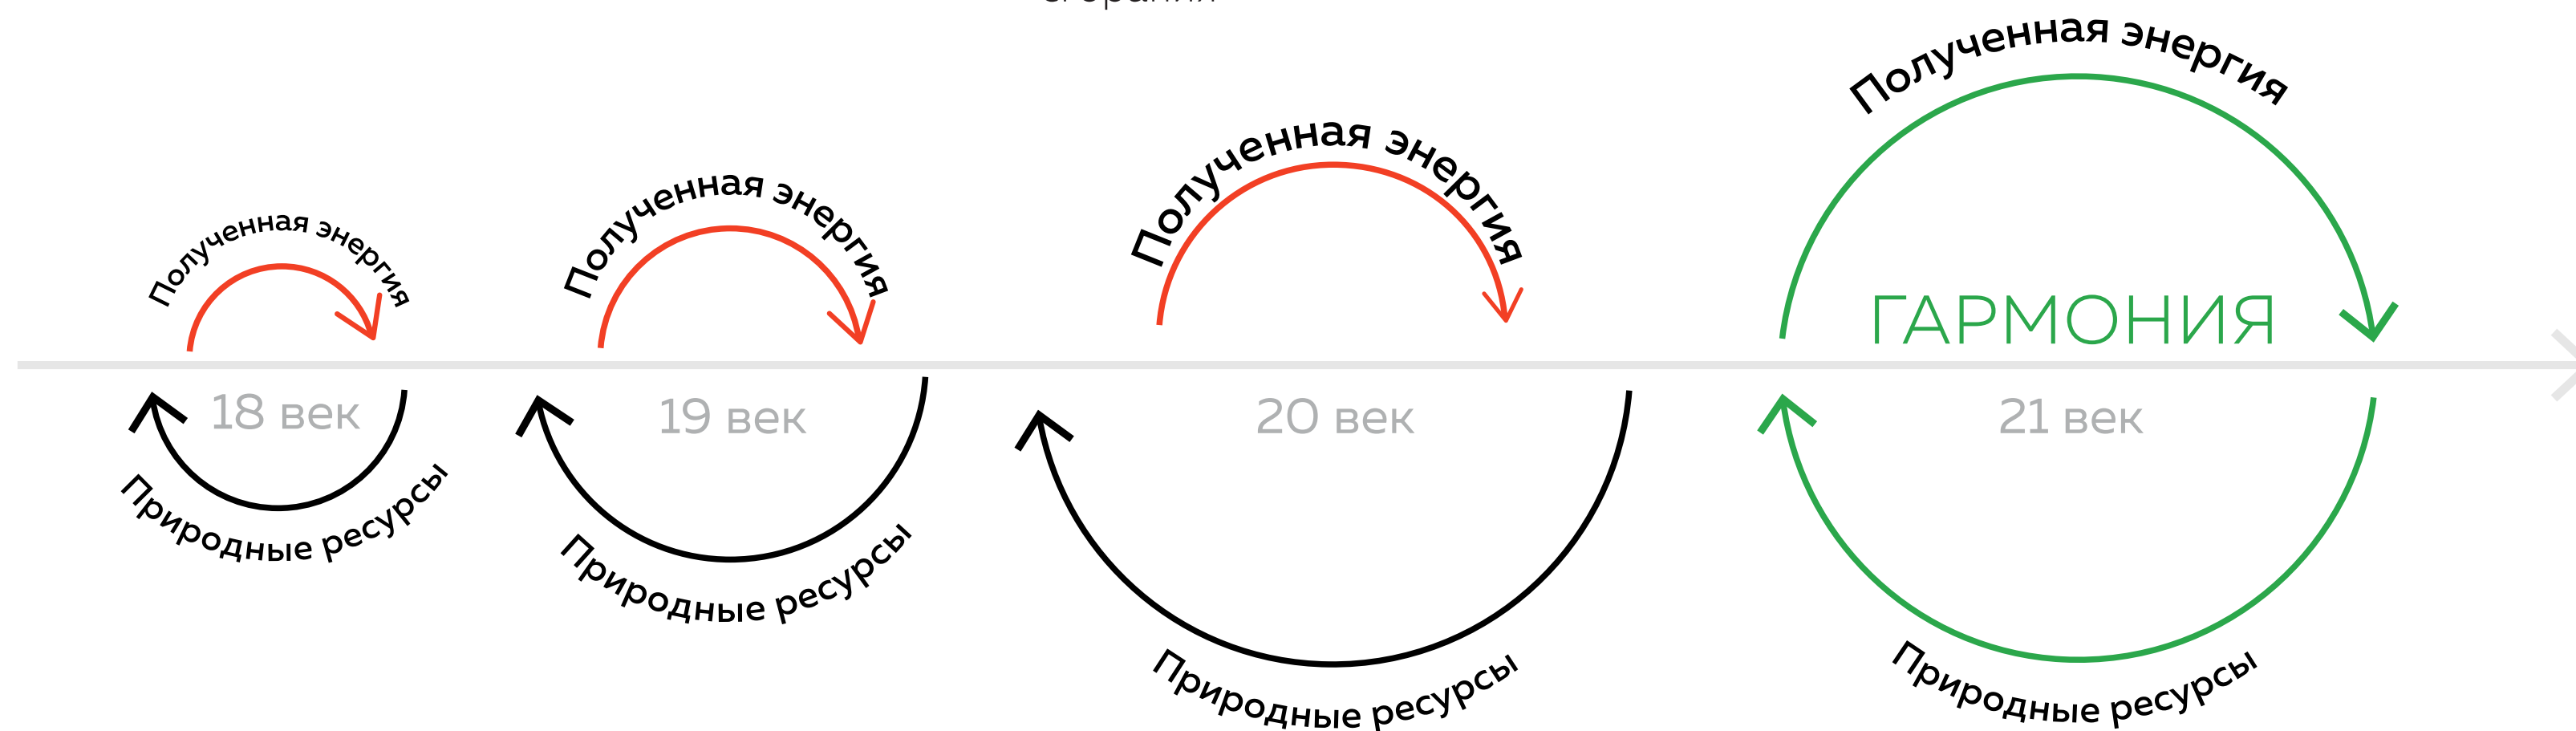 Полученная энергия
18 век
Природные ресурсы
Полученная энергия
19 век
Природные ресурсы
Полученная энергия
20 век
Природные ресурсы
Полученная энергия
ГАРМОНИЯ
21 век
Природные ресурсы